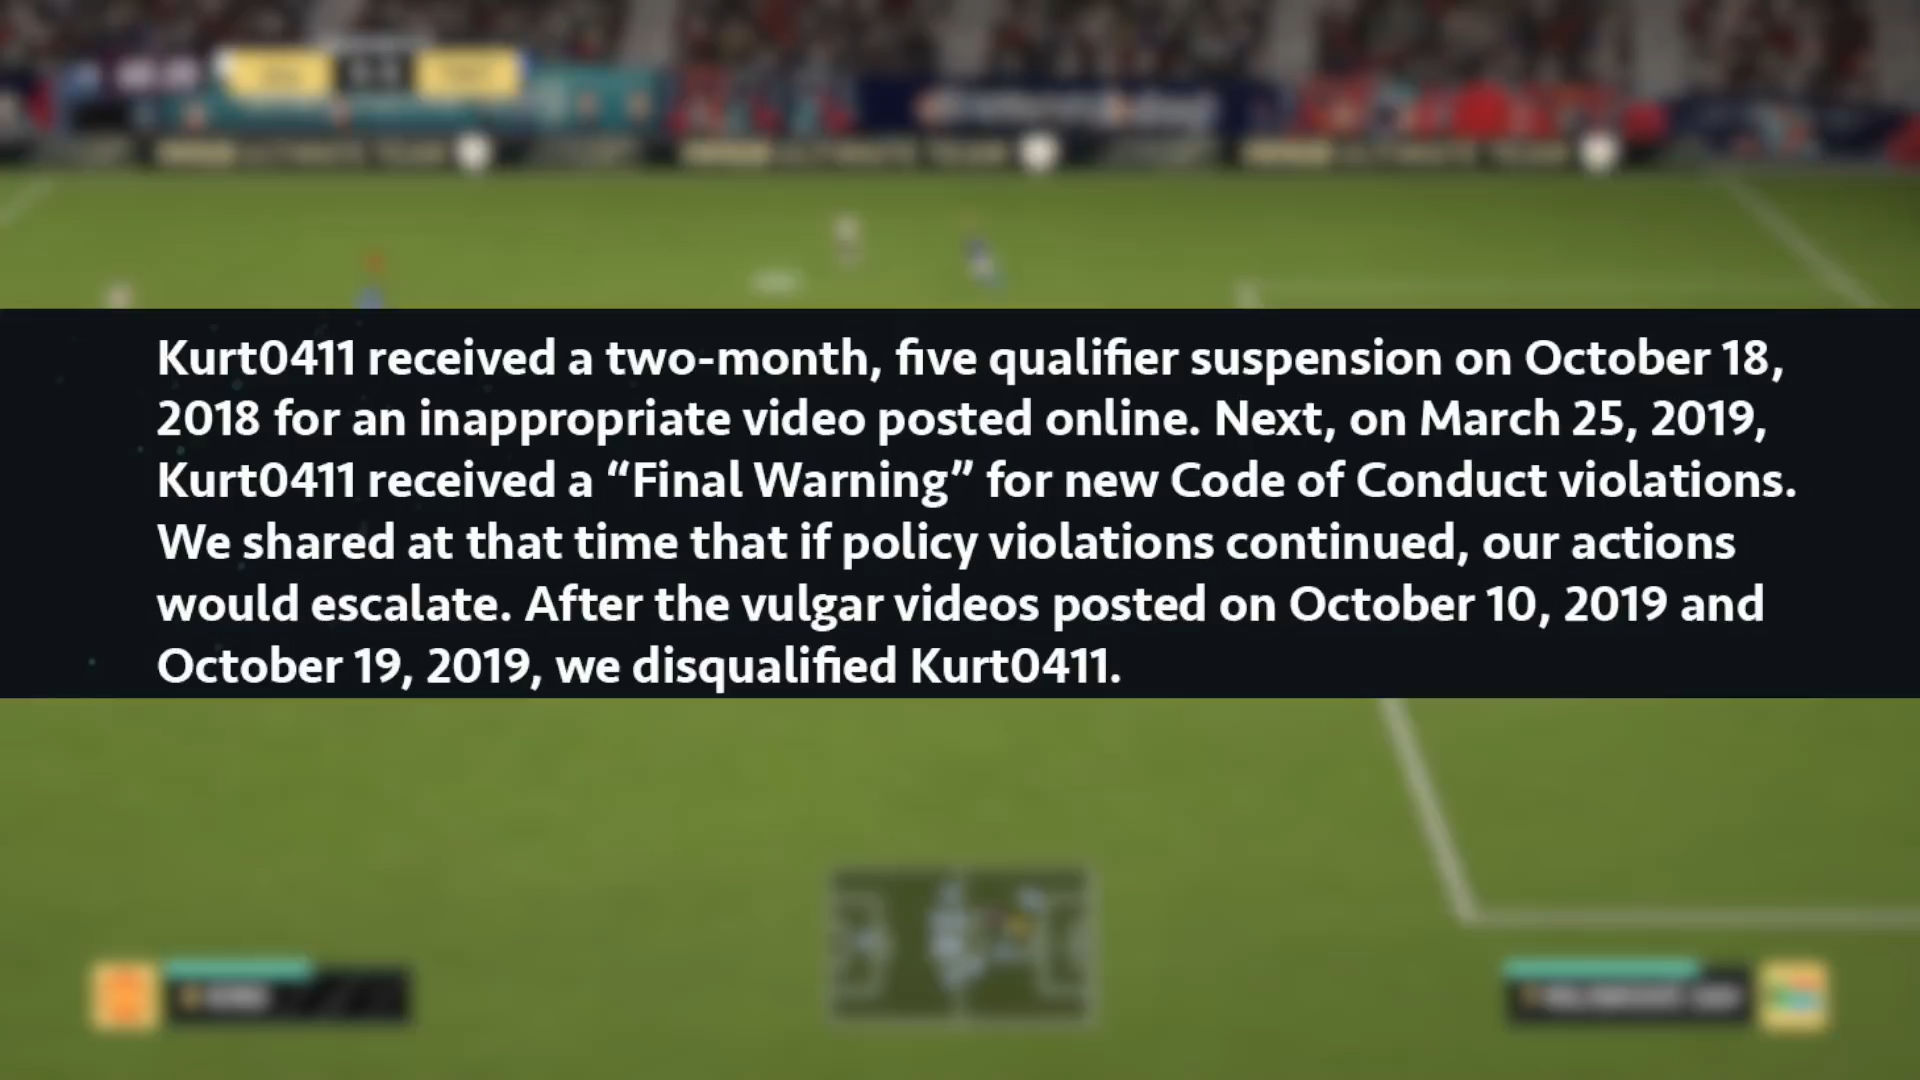 Kurt0411 received a two-month, five qualifier suspension on October 18,
2018 for an inappropriate video posted online. Next, on March 25, 2019,
Kurt0411 received a “Final Warning” for new Code of Conduct violations.
We shared at that time that if policy violations continued, our actions
would escalate. After the vulgar videos posted on October 10, 2019 and
October 19, 2019, we disqualified Kurt0411.